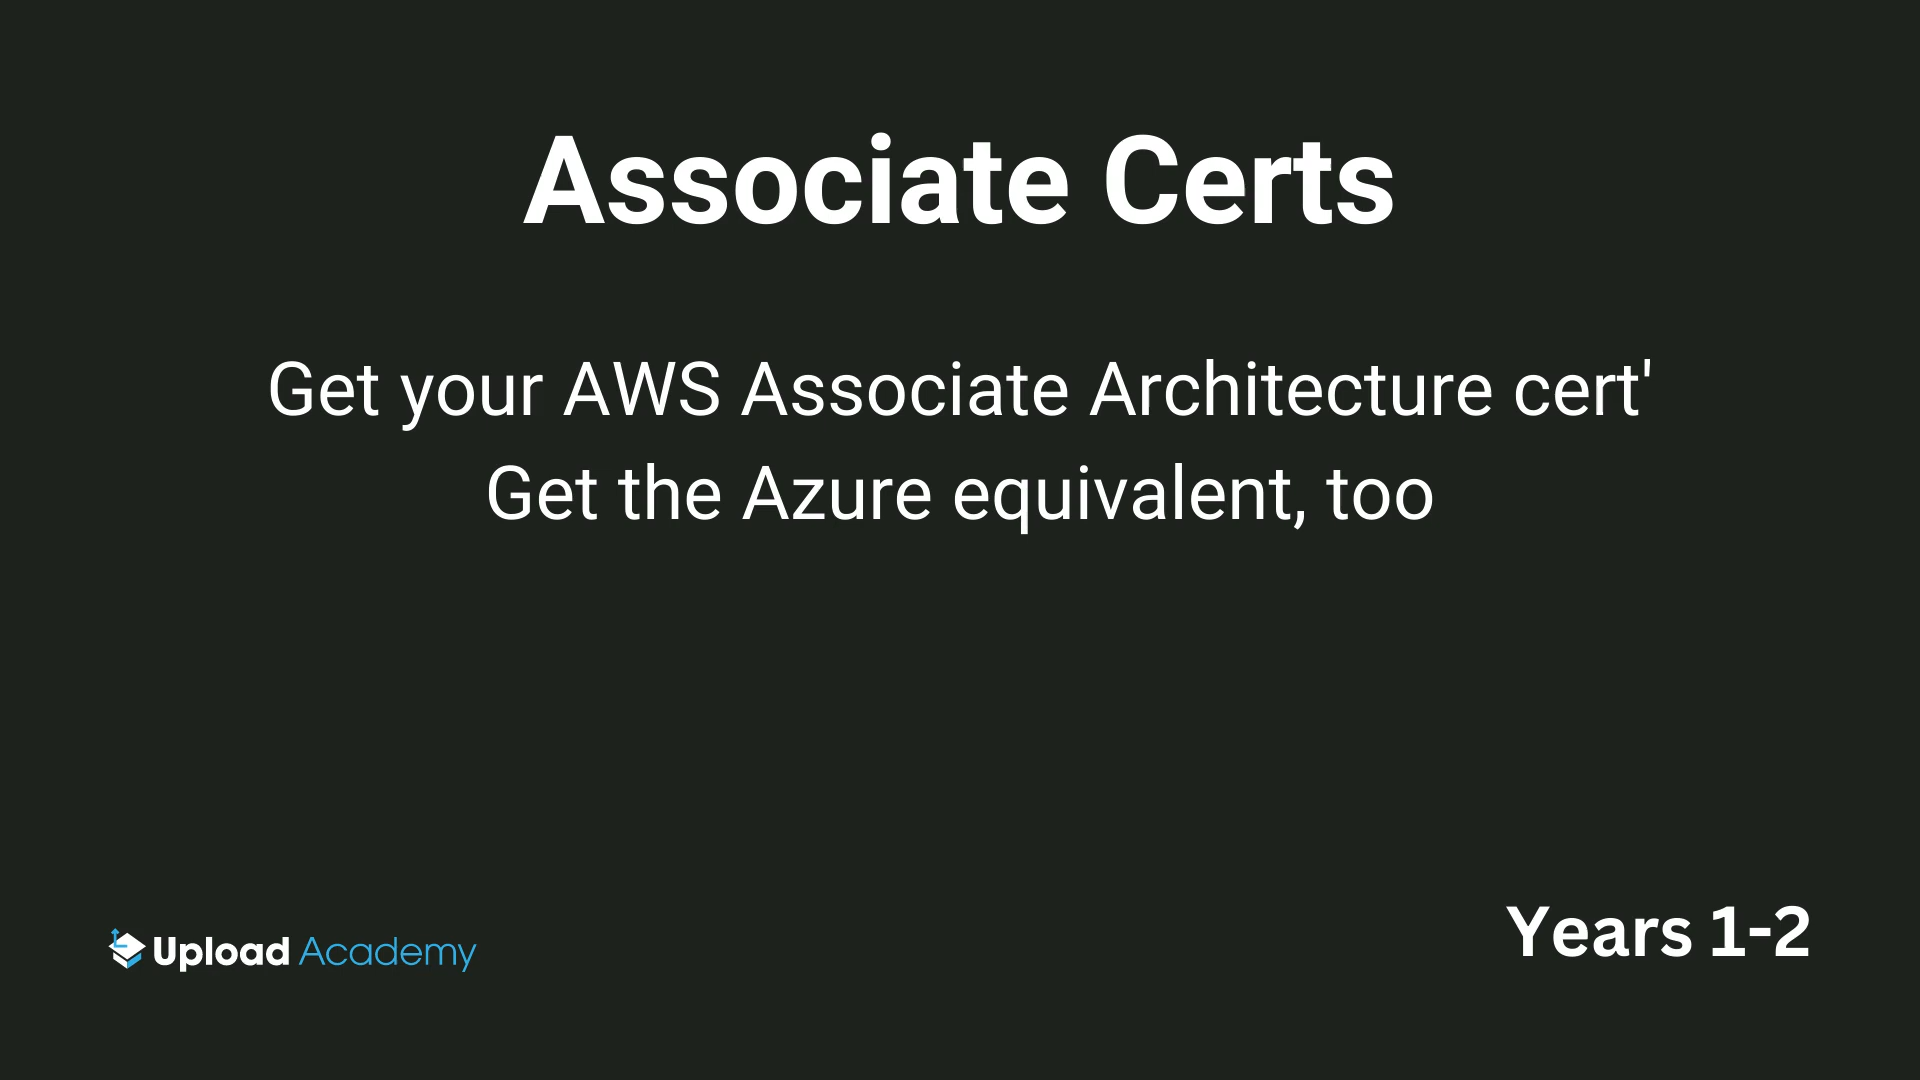 Associate Certs
Get your AWS Associate Architecture cert'
Get the Azure equivalent, too
Upload Academy
Years 1-2